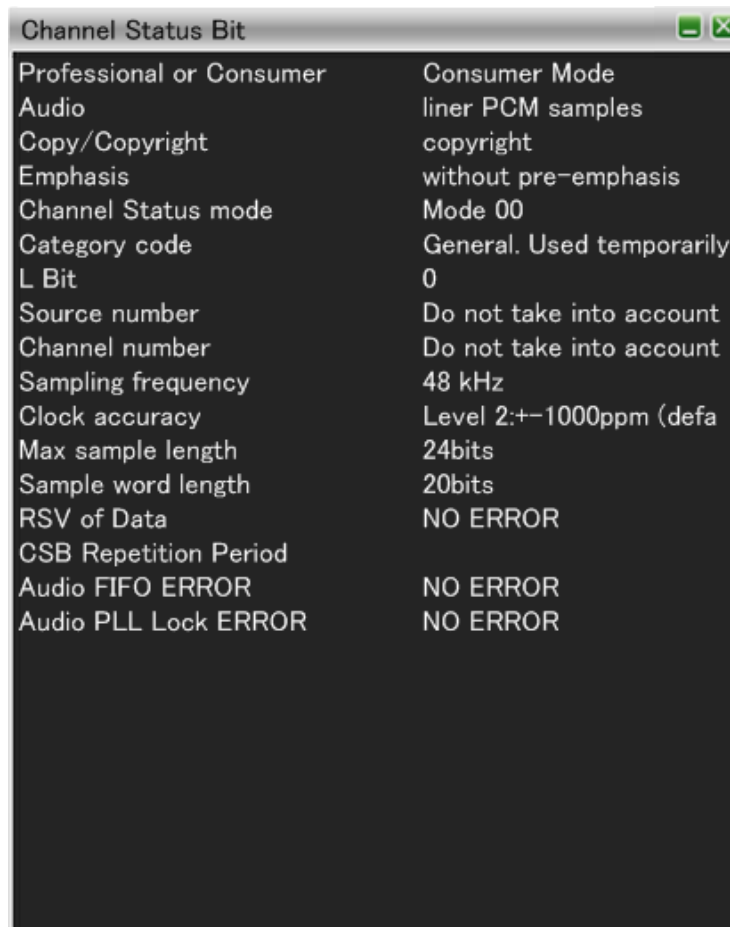 Channel Status Bit
Professional or Consumer Consumer Mode
Audio liner PCM samples
Copy/Copyright copyright
Emphasis without pre-emphasis
Channel Status mode Mode 00
Category code General. Used temporarily
L Bit 0
Source number Do not take into account
Channel number Do not take into account
Sampling frequency 48 kHz
Clock accuracy Level 2:+-1000ppm (defa
Max sample length 24bits
Sample word length 20bits
RSV of Data NO ERROR
CSB Repetition Period
Audio FIFO ERROR NO ERROR
Audio PLL Lock ERROR NO ERROR